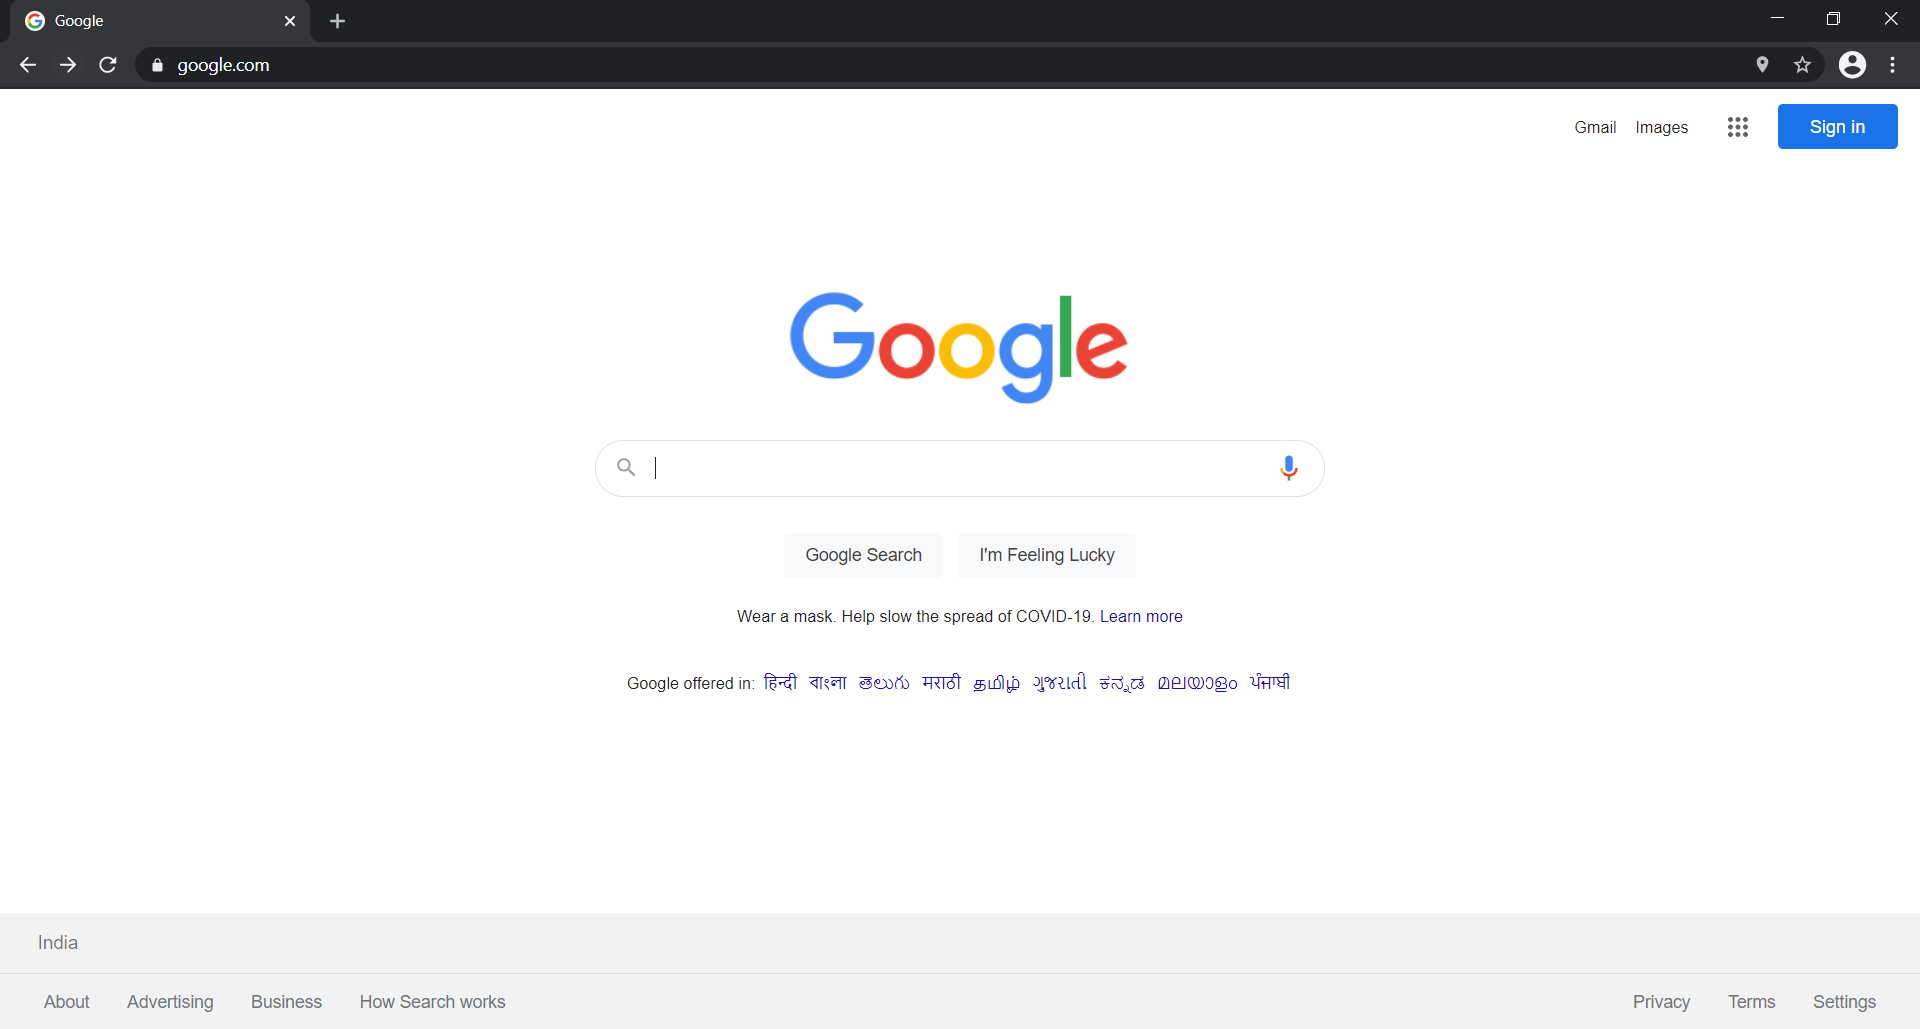 Google
google.com
Gmail Images Sign in
Google
Google Search I'm Feeling Lucky
Wear a mask. Help slow the spread of COVID-19. Learn more
Google offered in: हिन्दी বাংলা తెలుగు मराठी தமிழ் ગુજરાતી ಕನ್ನಡ മലയാളം ਪੰਜਾਬੀ
India
About Advertising Business How Search works Privacy Terms Settings